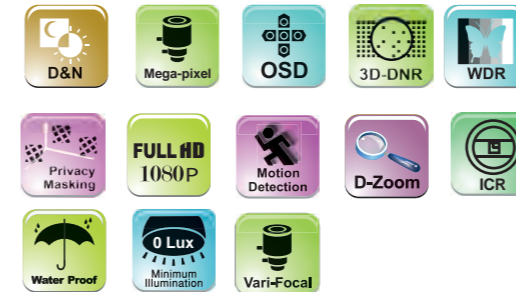 D&N
Mega-pixel
OSD
3D-DNR
WDR
Privacy
Masking
FULL HD
1080P
Motion
Detection
D-Zoom
ICR
Water Proof
0 Lux
Minimum
Illumination
Vari-Focal